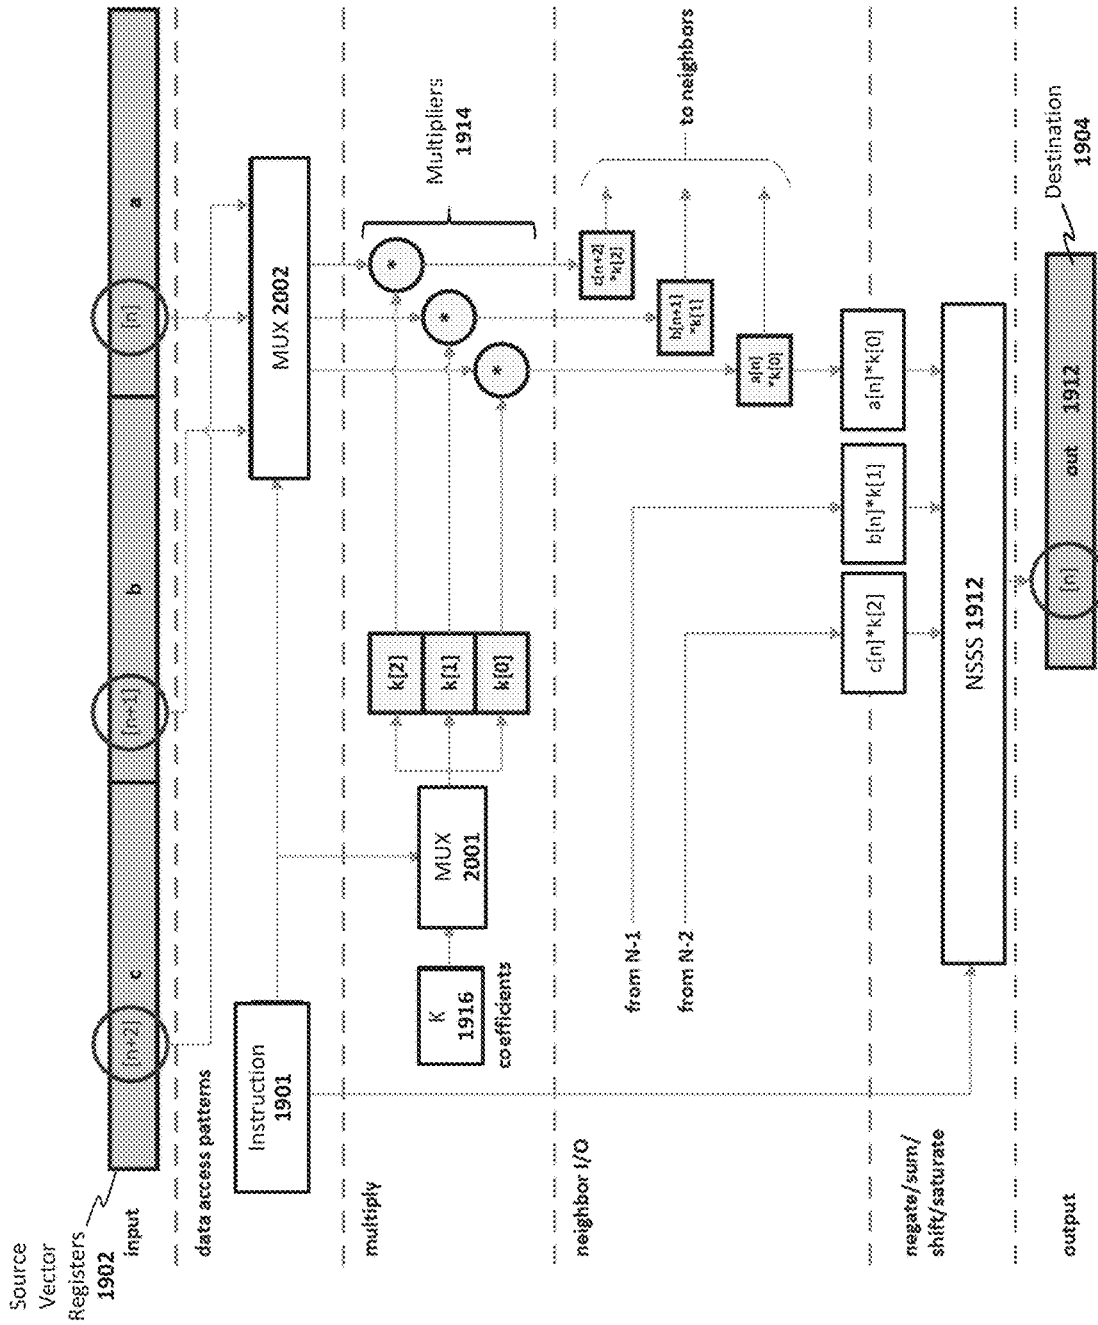 Source
Vector
Registers
1902
input
[n+2]
c
[n+1]
b
[n]
a
data access patterns
Instruction
1901
MUX 2002
multiply
K
1916
coefficients
MUX
2001
k[2]
k[1]
k[0]
*
*
*
Multipliers
1914
neighbor I/O
from N-1
from N-2
c[n+2]
*k[2]
b[n+1]
*k[1]
a[n]
*k[0]
to neighbors
c[n]*k[2]
b[n]*k[1]
a[n]*k[0]
negate/sum/
shift/saturate
NSSS 1912
output
[n]
out 1912
Destination
1904